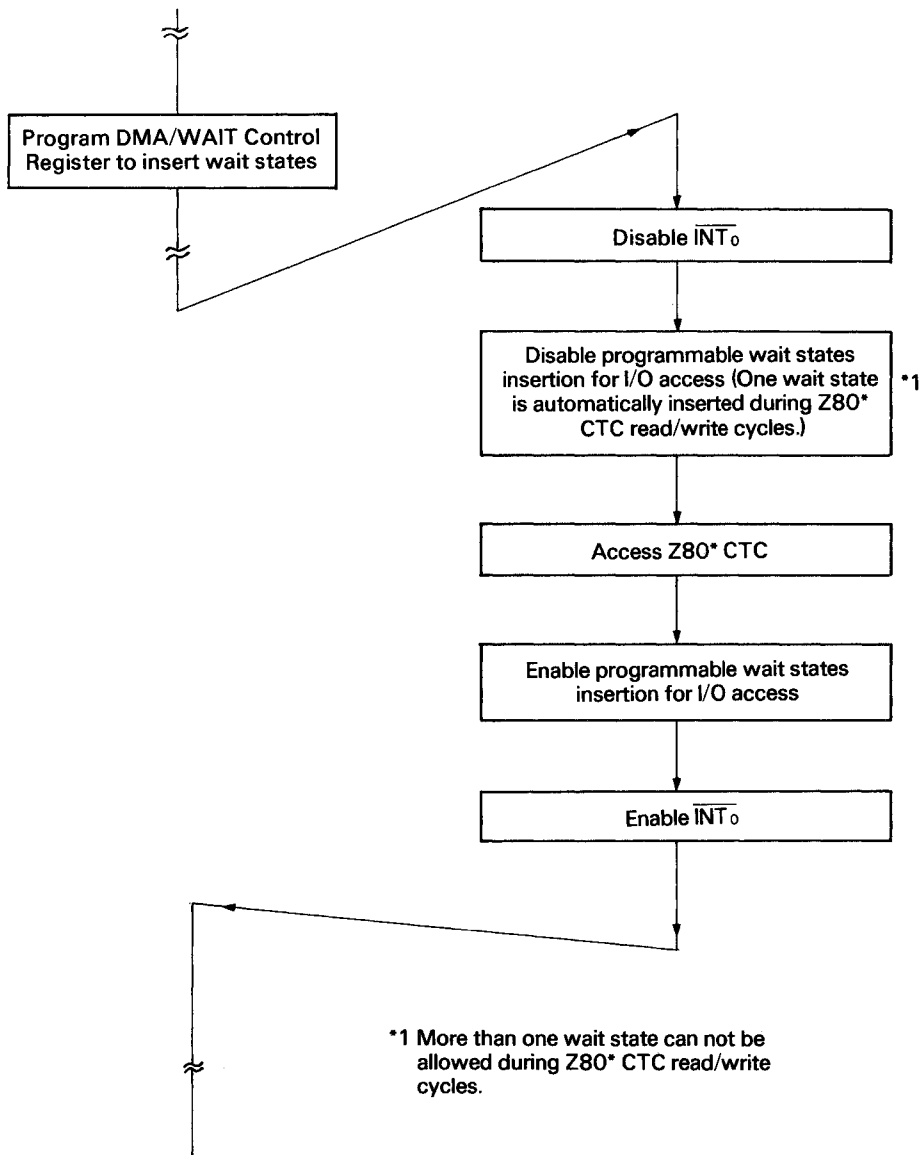 Program DMA/WAIT Control
Register to insert wait states
Disable I̅N̅T̅₀
Disable programmable wait states
insertion for I/O access (One wait state
is automatically inserted during Z80*
CTC read/write cycles.)
*1
Access Z80* CTC
Enable programmable wait states
insertion for I/O access
Enable I̅N̅T̅₀
*1 More than one wait state can not be
allowed during Z80* CTC read/write
cycles.